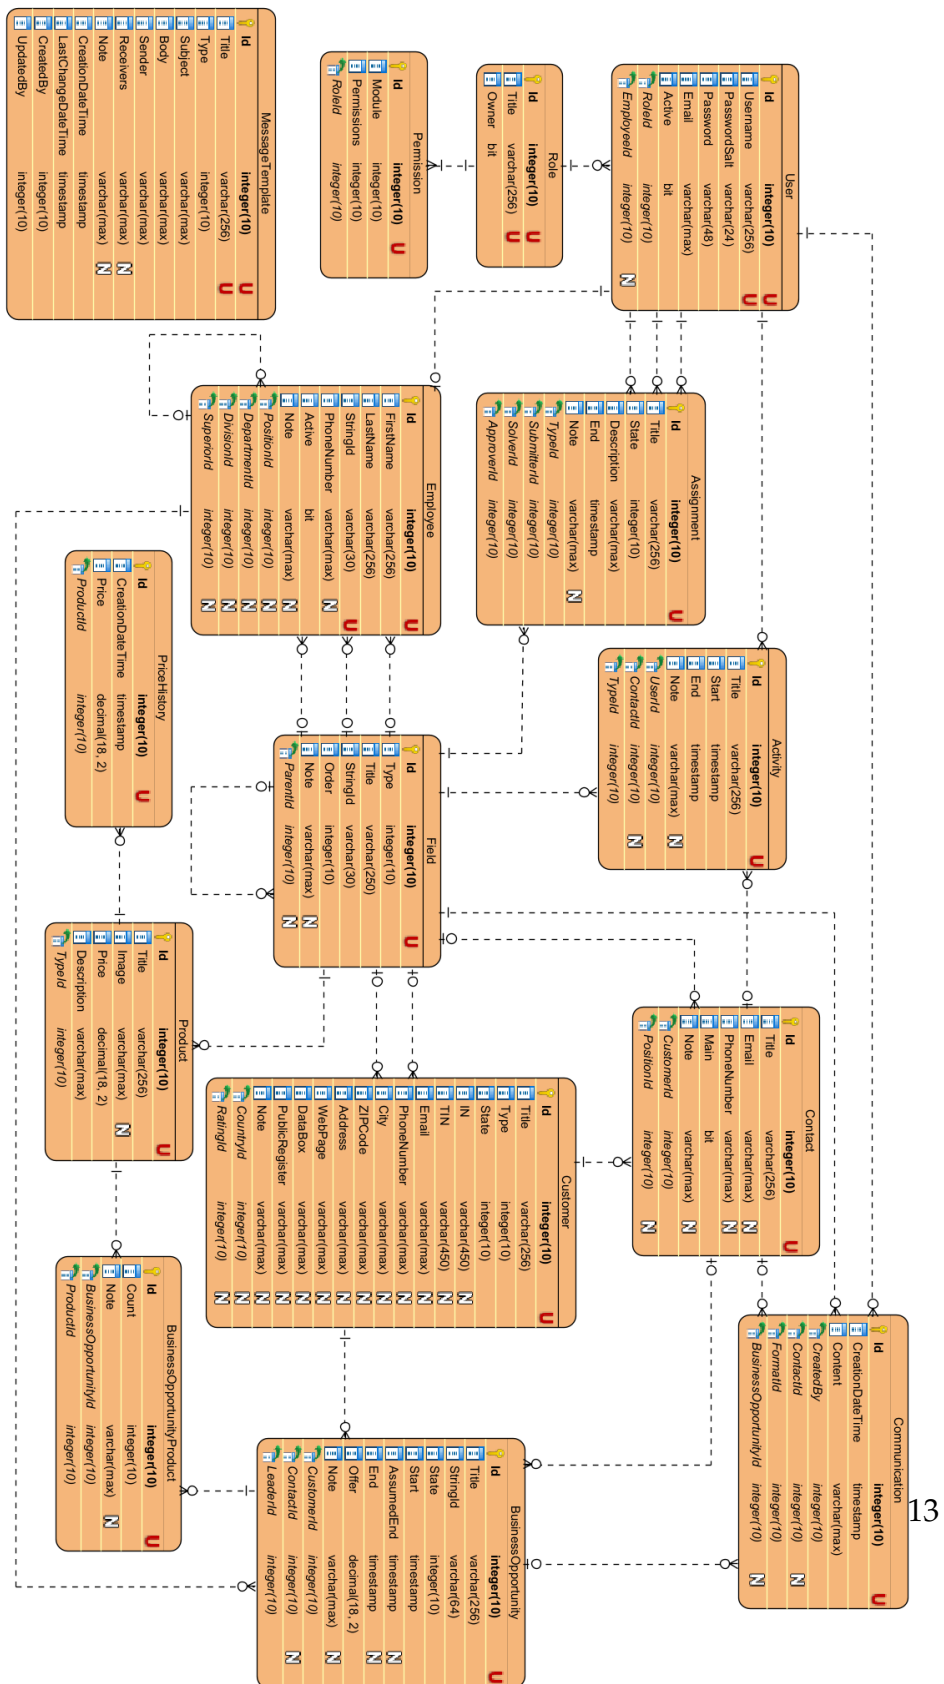 User
Id integer(10) U
Username varchar(256) U
PasswordSalt varchar(24)
Password varchar(48)
Email varchar(max)
Active bit
RoleId integer(10)
EmployeeId integer(10) N
Role
Id integer(10) U
Title varchar(256) U
Owner bit
Permission
Id integer(10) U
Module integer(10)
Permissions integer(10)
RoleId integer(10)
MessageTemplate
Id integer(10) U
Title varchar(256) U
Type integer(10)
Subject varchar(max)
Body varchar(max)
Sender varchar(max)
Receivers varchar(max) N
Note varchar(max) N
CreationDateTime timestamp
LastChangeDateTime timestamp
CreatedBy integer(10)
UpdatedBy integer(10)
Assignment
Id integer(10) U
Title varchar(256)
State integer(10)
Description varchar(max)
End timestamp
Note varchar(max) N
TypeId integer(10)
SubmitterId integer(10)
SolverId integer(10)
ApproverId integer(10)
Employee
Id integer(10) U
FirstName varchar(256)
LastName varchar(256)
StringId varchar(30) U
PhoneNumber varchar(max) N
Active bit
Note varchar(max) N
PositionId integer(10) N
DepartmentId integer(10) N
DivisionId integer(10) N
SuperiorId integer(10) N
Activity
Id integer(10) U
Title varchar(256)
Start timestamp
End timestamp
Note varchar(max) N
UserId integer(10)
ContactId integer(10) N
TypeId integer(10)
Field
Id integer(10) U
Type integer(10)
Title varchar(250)
StringId varchar(30)
Order integer(10)
Note varchar(max) N
ParentId integer(10) N
PriceHistory
Id integer(10) U
CreationDateTime timestamp
Price decimal(18, 2)
ProductId integer(10)
Contact
Id integer(10) U
Title varchar(256)
Email varchar(max) N
PhoneNumber varchar(max) N
Main bit
Note varchar(max) N
CustomerId integer(10)
PositionId integer(10) N
Customer
Id integer(10) U
Title varchar(256)
Type integer(10)
State integer(10)
IN varchar(450) N
TIN varchar(450) N
Email varchar(max) N
PhoneNumber varchar(max) N
City varchar(max) N
ZIPCode varchar(max) N
Address varchar(max) N
WebPage varchar(max) N
DataBox varchar(max) N
PublicRegister varchar(max) N
Note varchar(max) N
CountryId integer(10) N
RatingId integer(10) N
Product
Id integer(10) U
Title varchar(256)
Image varchar(max) N
Price decimal(18, 2)
Description varchar(max)
TypeId integer(10)
Communication
Id integer(10) U
CreationDateTime timestamp
Content varchar(max)
CreatedBy integer(10)
ContactId integer(10) N
FormatId integer(10)
BusinessOpportunityId integer(10) N
BusinessOpportunity
Id integer(10) U
Title varchar(256)
StringId varchar(64)
State integer(10)
Start timestamp
AssumedEnd timestamp N
End timestamp N
Offer decimal(18, 2)
Note varchar(max) N
CustomerId integer(10)
ContactId integer(10) N
LeaderId integer(10)
BusinessOpportunityProduct
Id integer(10) U
Count integer(10)
Note varchar(max) N
BusinessOpportunityId integer(10)
ProductId integer(10)
13